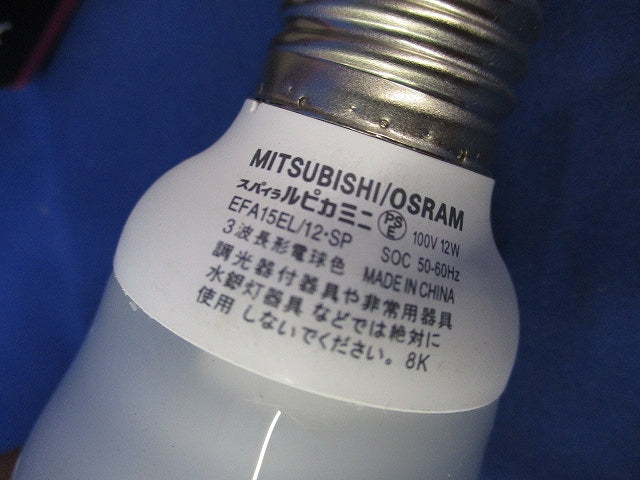 MITSUBISHI/OSRAM
スパイラルピカミニ PS E 100V 12W
EFA15EL/12・SP SOC 50-60Hz
3波長形電球色 MADE IN CHINA
調光器付器具や非常用器具
水銀灯器具 などでは絶対に
使用 しないでください。 8K